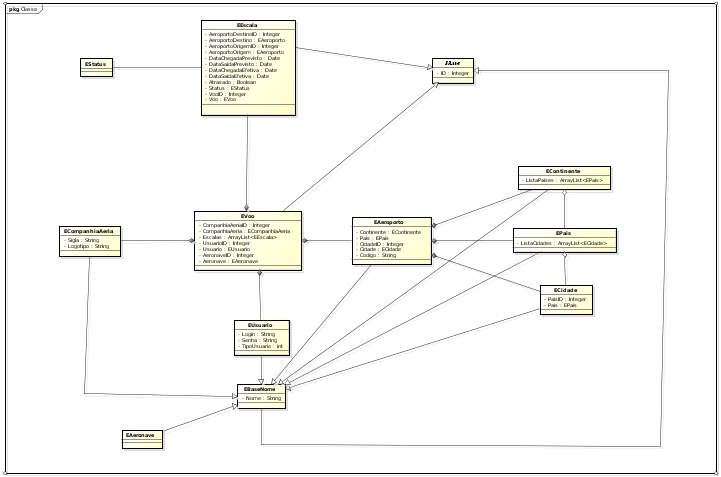 pkg Classe
EEscala
- AeroportoDestinoID : Integer
- AeroportoDestino : EAeroporto
- AeroportoOrigemID : Integer
- AeroportoOrigem : EAeroporto
- DataChegadaPrevisto : Date
- DataSaidaPrevisto : Date
- DataChegadaEfetiva : Date
- DataSaidaEfetiva : Date
- Atrasado : Boolean
- Status : EStatus
- VooID : Integer
- Voo : EVoo
EStatus
EBase
- ID : Integer
EContinente
- ListaPaises : ArrayList<EPais>
EVoo
- CompanhiaAeriaID : Integer
- CompanhiaAeria : ECompanhiaAeria
- Escalas : ArrayList<EEscala>
- UsuarioID : Integer
- Usuario : EUsuario
- AeronaveID : Integer
- Aeronave : EAeronave
EAeroporto
- Continente : EContinente
- Pais : EPais
- CidadeID : Integer
- Cidade : ECidade
- Codigo : String
ECompanhiaAeria
- Sigla : String
- Logotipo : String
EPais
- ListaCidades : ArrayList<ECidade>
ECidade
- PaisID : Integer
- Pais : EPais
EUsuario
- Login : String
- Senha : String
- TipoUsuario : int
EBaseNome
- Nome : String
EAeronave